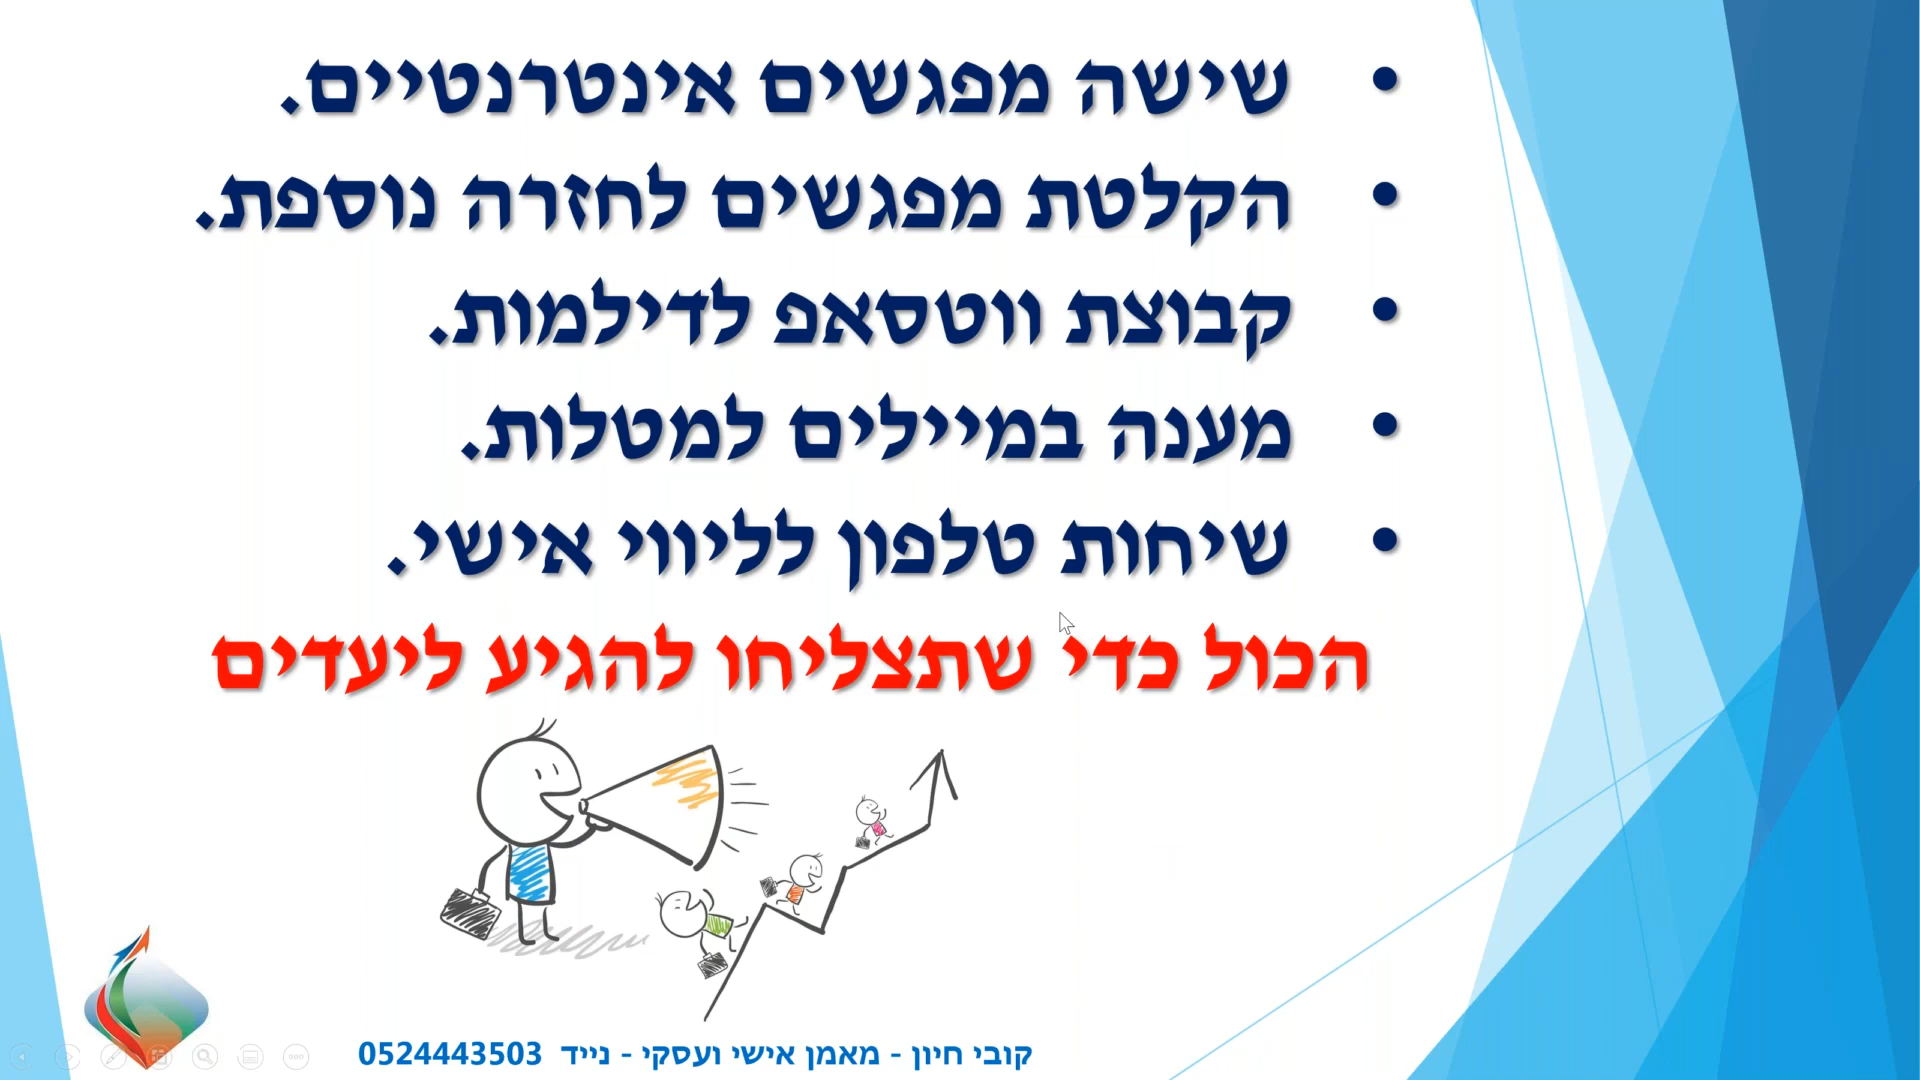 • שישה מפגשים אינטרנטיים.
• הקלטת מפגשים לחזרה נוספת.
• קבוצת ווטסאפ לדילמות.
• מענה במיילים למטלות.
• שיחות טלפון לליווי אישי.
הכול כדי שתצליחו להגיע ליעדים
קובי חיון - מאמן אישי ועסקי - נייד 0524443503